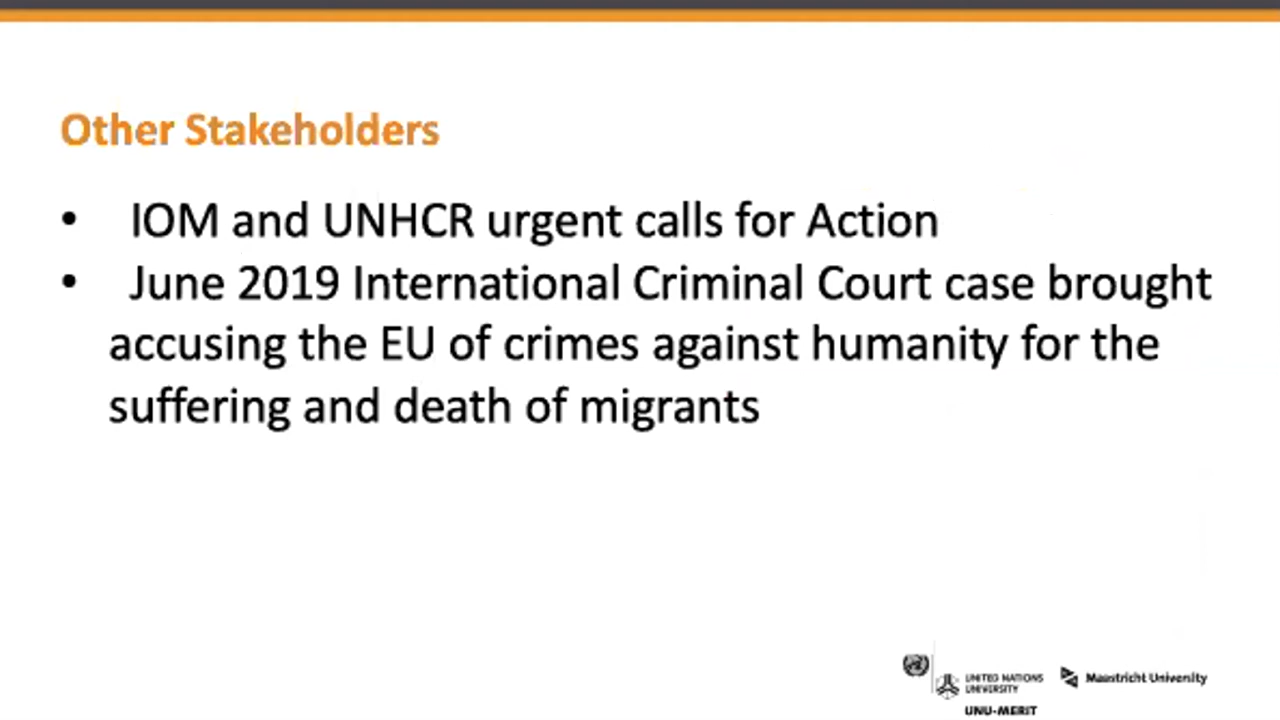 Other Stakeholders
• IOM and UNHCR urgent calls for Action
• June 2019 International Criminal Court case brought
accusing the EU of crimes against humanity for the
suffering and death of migrants
UNITED NATIONS
UNIVERSITY
UNU-MERIT
Maastricht University